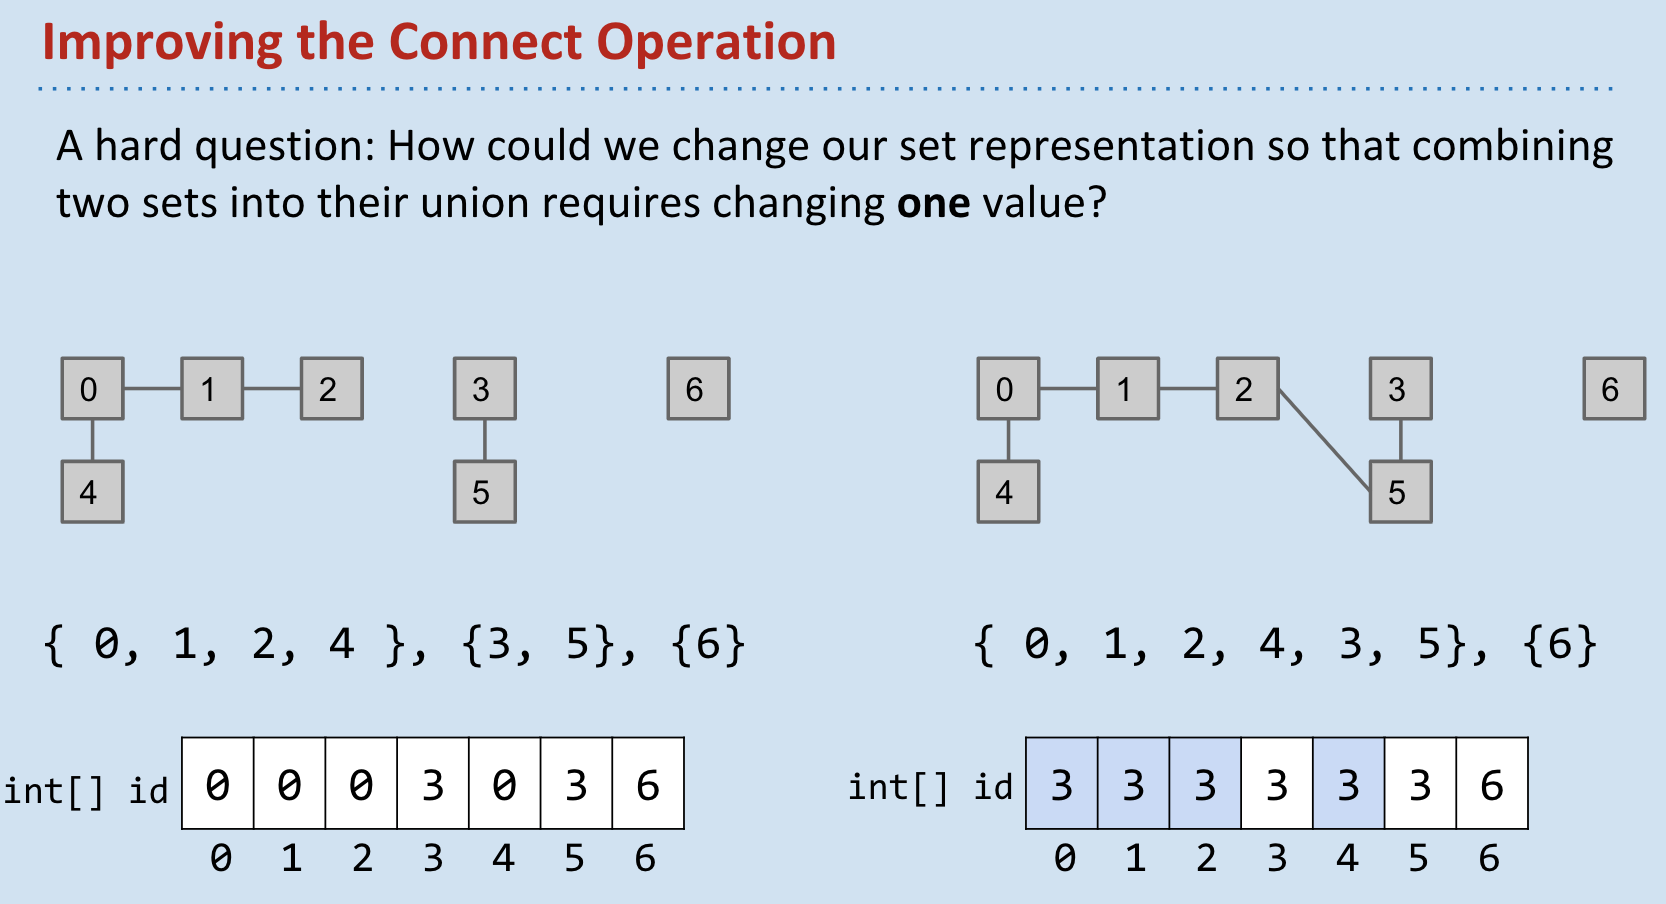 Improving the Connect Operation
A hard question: How could we change our set representation so that combining
two sets into their union requires changing one value?
0 1 2 3 6
4 5
0 1 2 3 6
4 5
{ 0, 1, 2, 4 }, {3, 5}, {6}
{ 0, 1, 2, 4, 3, 5}, {6}
int[] id 0 0 0 3 0 3 6
0 1 2 3 4 5 6
int[] id 3 3 3 3 3 3 6
0 1 2 3 4 5 6